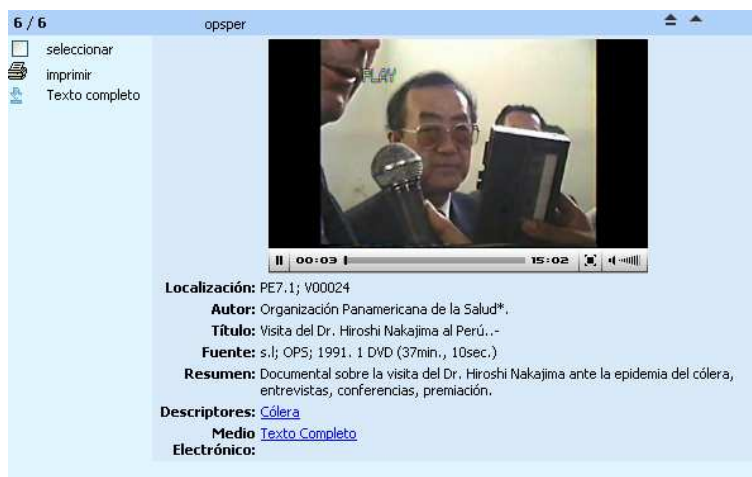 6 / 6
opsper
seleccionar
imprimir
Texto completo
PLAY
00:03
15:02
Localización: PE7.1; V00024
Autor: Organización Panamericana de la Salud*.
Título: Visita del Dr. Hiroshi Nakajima al Perú..-
Fuente: s.l; OPS; 1991. 1 DVD (37min., 10sec.)
Resumen: Documental sobre la visita del Dr. Hiroshi Nakajima ante la epidemia del cólera,
entrevistas, conferencias, premiación.
Descriptores: Cólera
Medio Texto Completo
Electrónico: